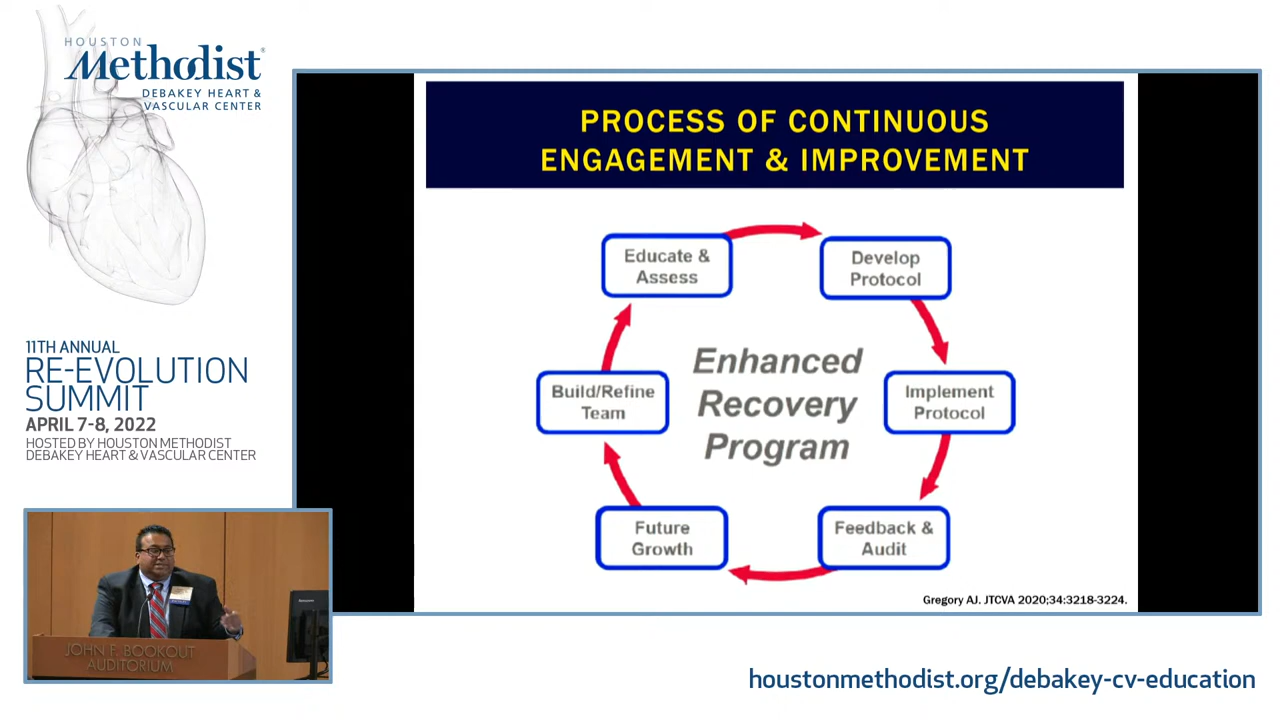 HOUSTON
Methodist®
DEBAKEY HEART &
VASCULAR CENTER
11TH ANNUAL
RE-EVOLUTION
SUMMIT
APRIL 7-8, 2022
HOSTED BY HOUSTON METHODIST
DEBAKEY HEART & VASCULAR CENTER
PROCESS OF CONTINUOUS
ENGAGEMENT & IMPROVEMENT
Educate &
Assess
Develop
Protocol
Implement
Protocol
Feedback &
Audit
Future
Growth
Build/Refine
Team
Enhanced
Recovery
Program
Gregory AJ. JTCVA 2020;34:3218-3224.
JOHN F. BOOKOUT
AUDITORIUM
houstonmethodist.org/debakey-cv-education